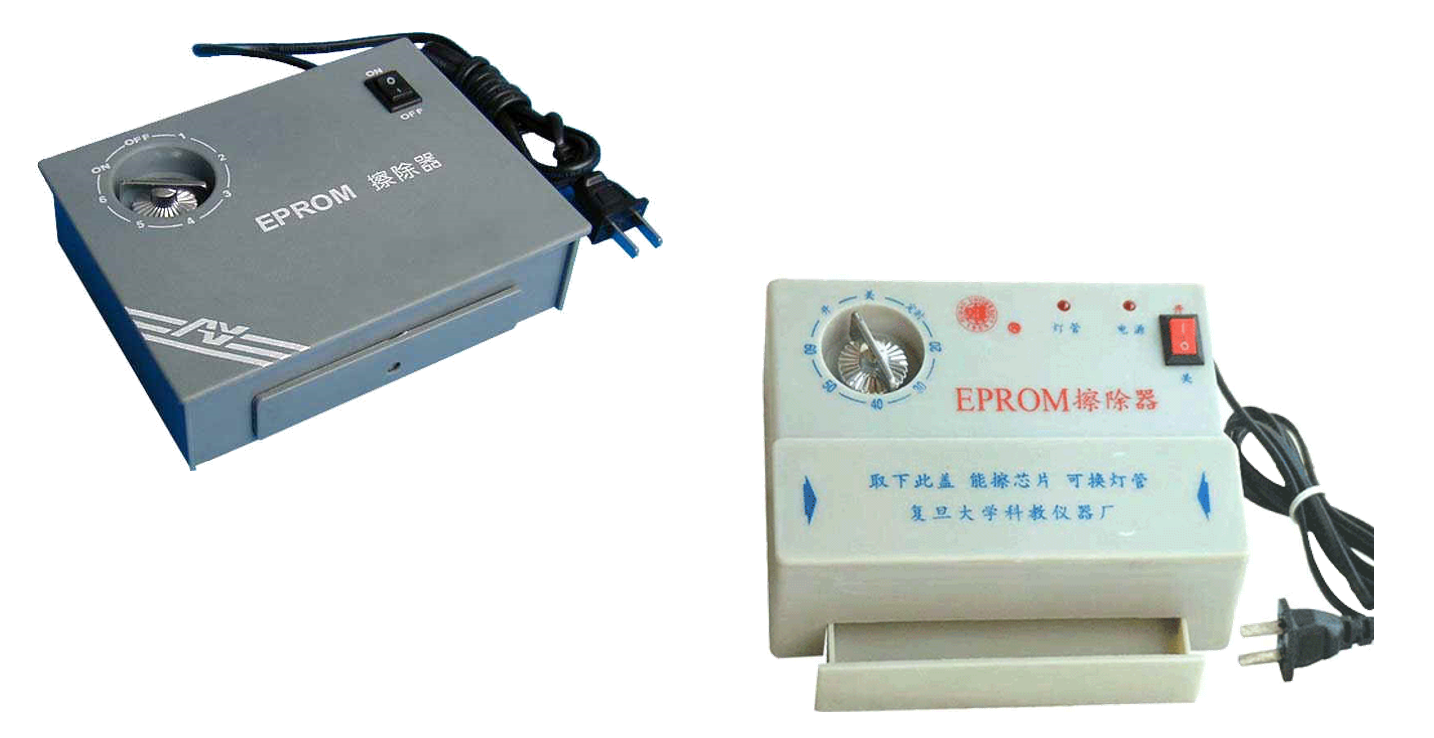 ON
OFF
OFF
1
2
3
4
5
6
ON
EPROM 擦除器
关
定时
20
30
40
50
60
开
灯管
电源
开
关
EPROM擦除器
取下此盖 能擦芯片 可换灯管
复旦大学科教仪器厂